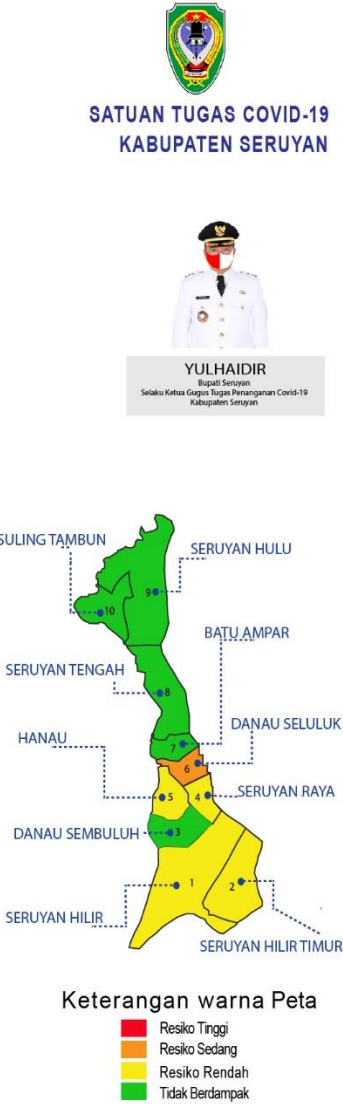 SATUAN TUGAS COVID-19
KABUPATEN SERUYAN
YULHAIDIR
Bupati Seruyan
Selaku Ketua Gugus Tugas Penanganan Covid-19
Kabupaten Seruyan
SULING TAMBUN
SERUYAN HULU
9
10
BATU AMPAR
SERUYAN TENGAH
8
DANAU SELULUK
HANAU
7
6
SERUYAN RAYA
5
4
DANAU SEMBULUH
3
1
2
SERUYAN HILIR
SERUYAN HILIR TIMUR
Keterangan warna Peta
Resiko Tinggi
Resiko Sedang
Resiko Rendah
Tidak Berdampak